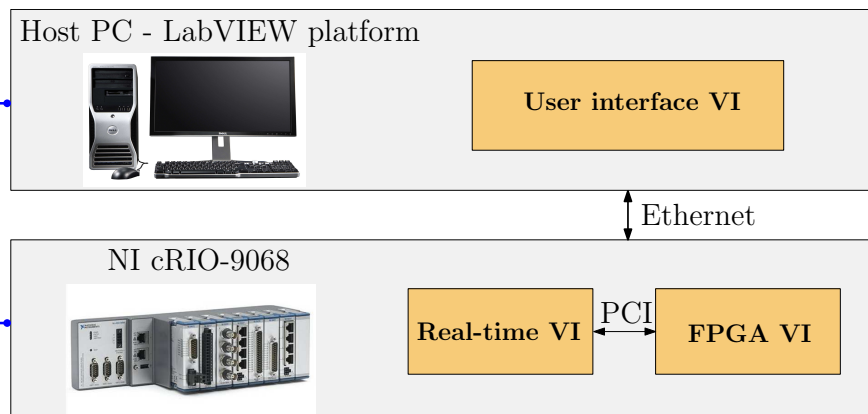 Host PC - LabVIEW platform
User interface VI
Ethernet
NI cRIO-9068
Real-time VI
PCI
FPGA VI